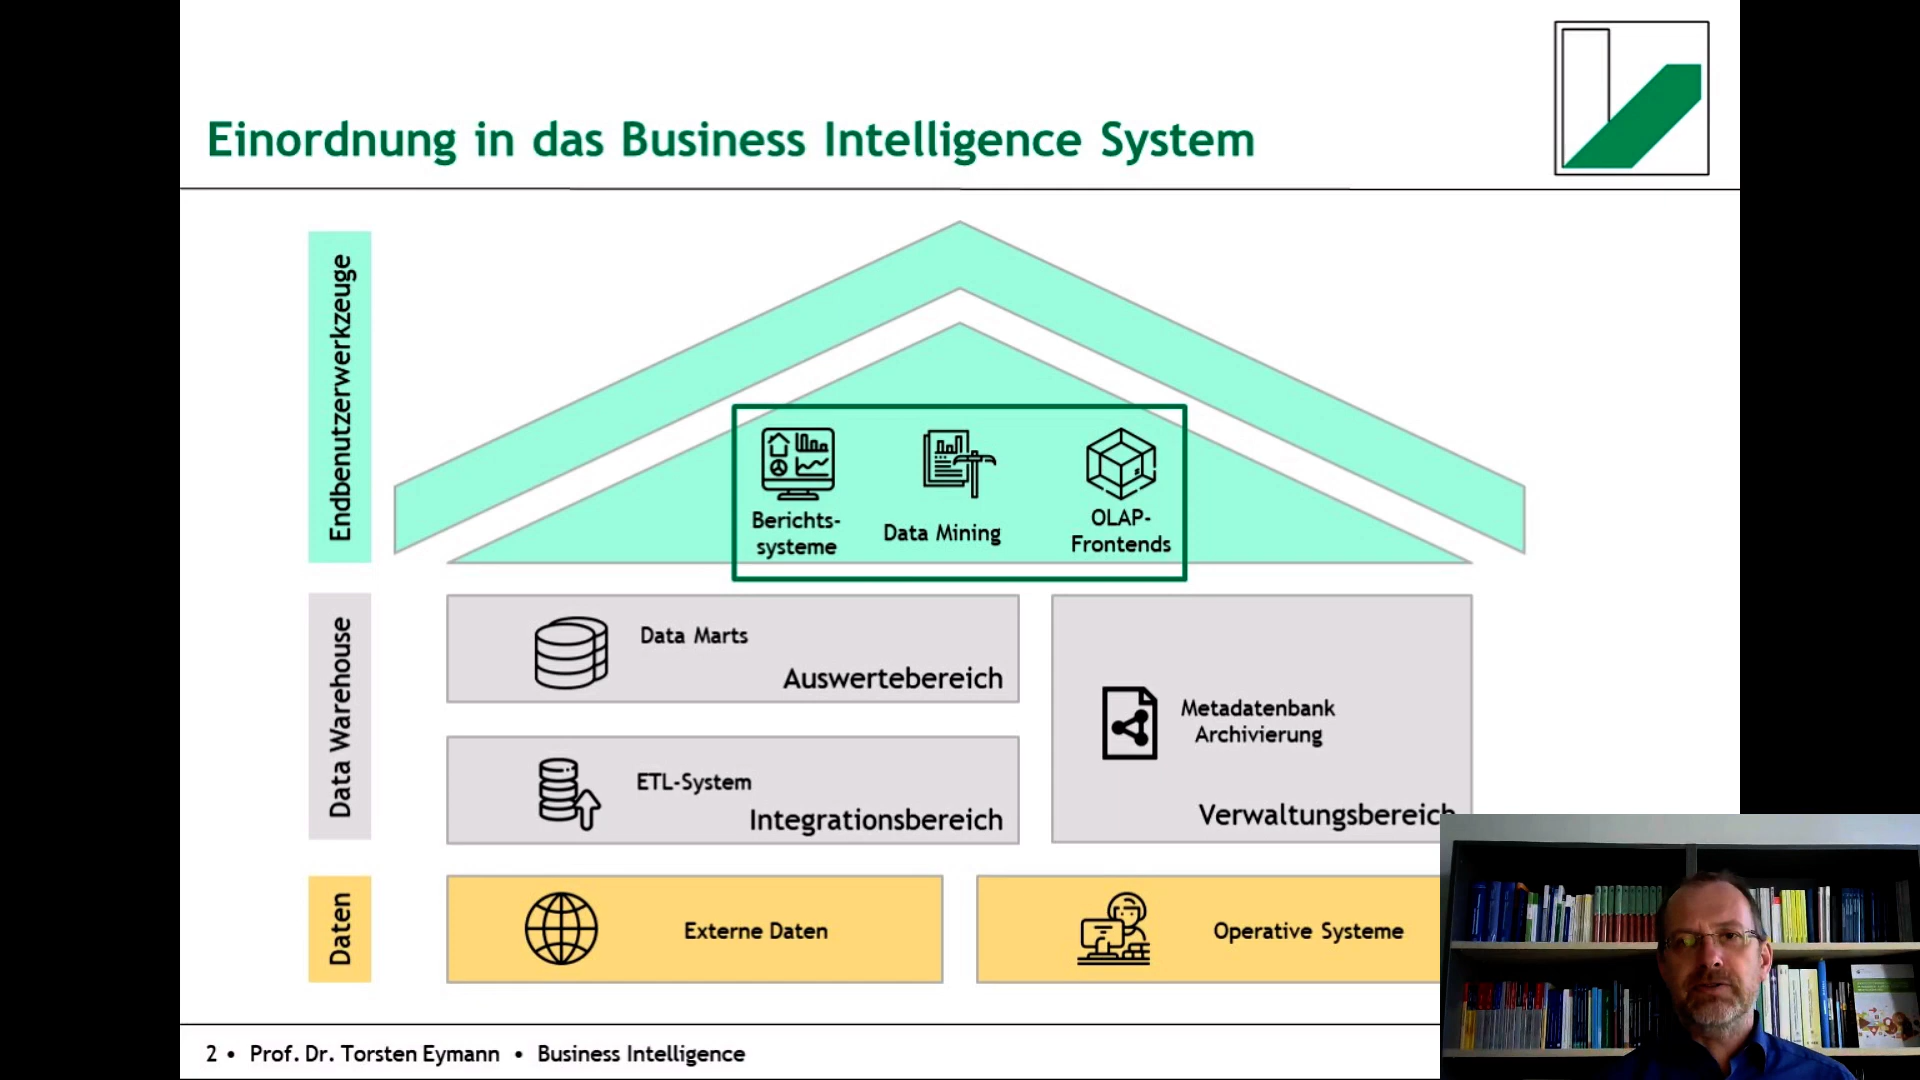 Einordnung in das Business Intelligence System
Endbenutzerwerkzeuge
Berichts-
systeme
Data Mining
OLAP-
Frontends
Data Warehouse
Data Marts
Auswertebereich
ETL-System
Integrationsbereich
Metadatenbank
Archivierung
Verwaltungsbereich
Daten
Externe Daten
Operative Systeme
2 • Prof. Dr. Torsten Eymann • Business Intelligence